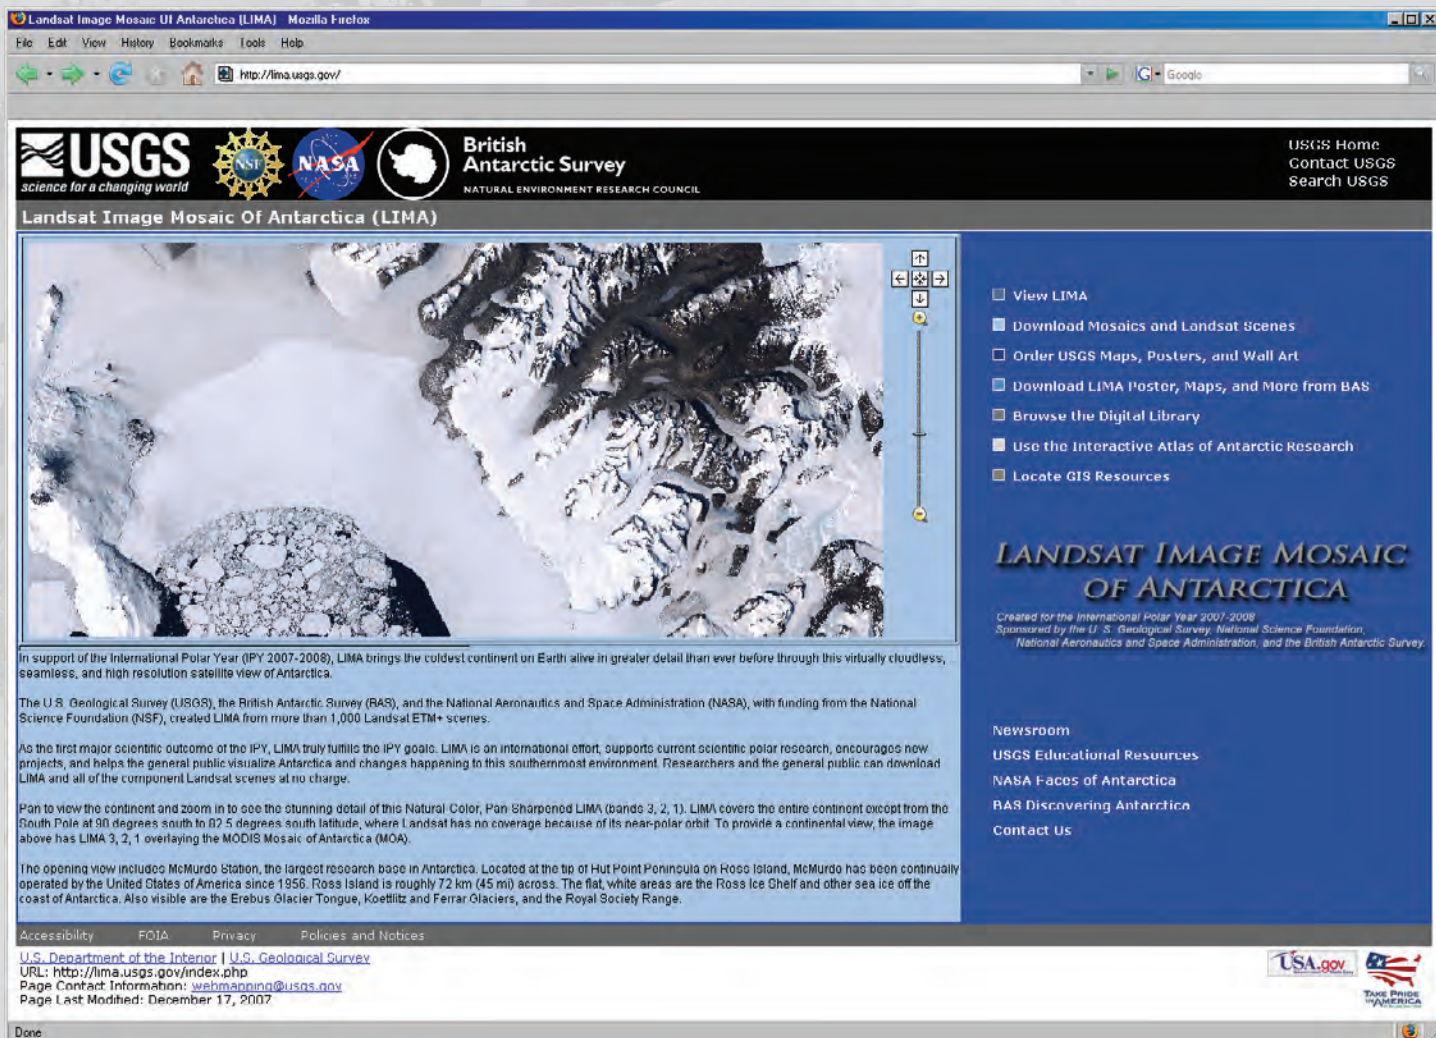 Landsat Image Mosaic Of Antarctica (LIMA) - Mozilla Firefox
File Edit View History Bookmarks Tools Help
http://lima.usgs.gov/
G Google
USGS
science for a changing world
NSF
NASA
British
Antarctic Survey
NATURAL ENVIRONMENT RESEARCH COUNCIL
USGS Home
Contact USGS
Search USGS
Landsat Image Mosaic Of Antarctica (LIMA)
View LIMA
Download Mosaics and Landsat Scenes
Order USGS Maps, Posters, and Wall Art
Download LIMA Poster, Maps, and More from BAS
Browse the Digital Library
Use the Interactive Atlas of Antarctic Research
Locate GIS Resources
LANDSAT IMAGE MOSAIC
OF ANTARCTICA
Created for the International Polar Year 2007-2008
Sponsored by the U. S. Geological Survey, National Science Foundation,
National Aeronautics and Space Administration, and the British Antarctic Survey.
In support of the International Polar Year (IPY 2007-2008), LIMA brings the coldest continent on Earth alive in greater detail than ever before through this virtually cloudless,
seamless, and high resolution satellite view of Antarctica.
The U.S. Geological Survey (USGS), the British Antarctic Survey (BAS), and the National Aeronautics and Space Administration (NASA), with funding from the National
Science Foundation (NSF), created LIMA from more than 1,000 Landsat ETM+ scenes.
As the first major scientific outcome of the IPY, LIMA truly fulfills the IPY goals. LIMA is an international effort, supports current scientific polar research, encourages new
projects, and helps the general public visualize Antarctica and changes happening to this southernmost environment. Researchers and the general public can download
LIMA and all of the component Landsat scenes at no charge.
Pan to view the continent and zoom in to see the stunning detail of this Natural-Color, Pan-Sharpened LIMA (bands 3, 2, 1). LIMA covers the entire continent except from the
South Pole at 90 degrees south to 82.5 degrees south latitude, where Landsat has no coverage because of its near-polar orbit. To provide a continental view, the image
above has LIMA 3, 2, 1 overlaying the MODIS Mosaic of Antarctica (MOA).
The opening view includes McMurdo Station, the largest research base in Antarctica. Located at the tip of Hut Point Peninsula on Ross Island, McMurdo has been continually
operated by the United States of America since 1956. Ross Island is roughly 72 km (45 mi) across. The flat, white areas are the Ross Ice Shelf and other sea ice off the
coast of Antarctica. Also visible are the Erebus Glacier Tongue, Koettlitz and Ferrar Glaciers, and the Royal Society Range.
Newsroom
USGS Educational Resources
NASA Faces of Antarctica
BAS Discovering Antarctica
Contact Us
Accessibility FOIA Privacy Policies and Notices
U.S. Department of the Interior | U.S. Geological Survey
URL: http://lima.usgs.gov/index.php
Page Contact Information: webmapping@usgs.gov
Page Last Modified: December 17, 2007
USA.gov
TAKE PRIDE
IN AMERICA
Done